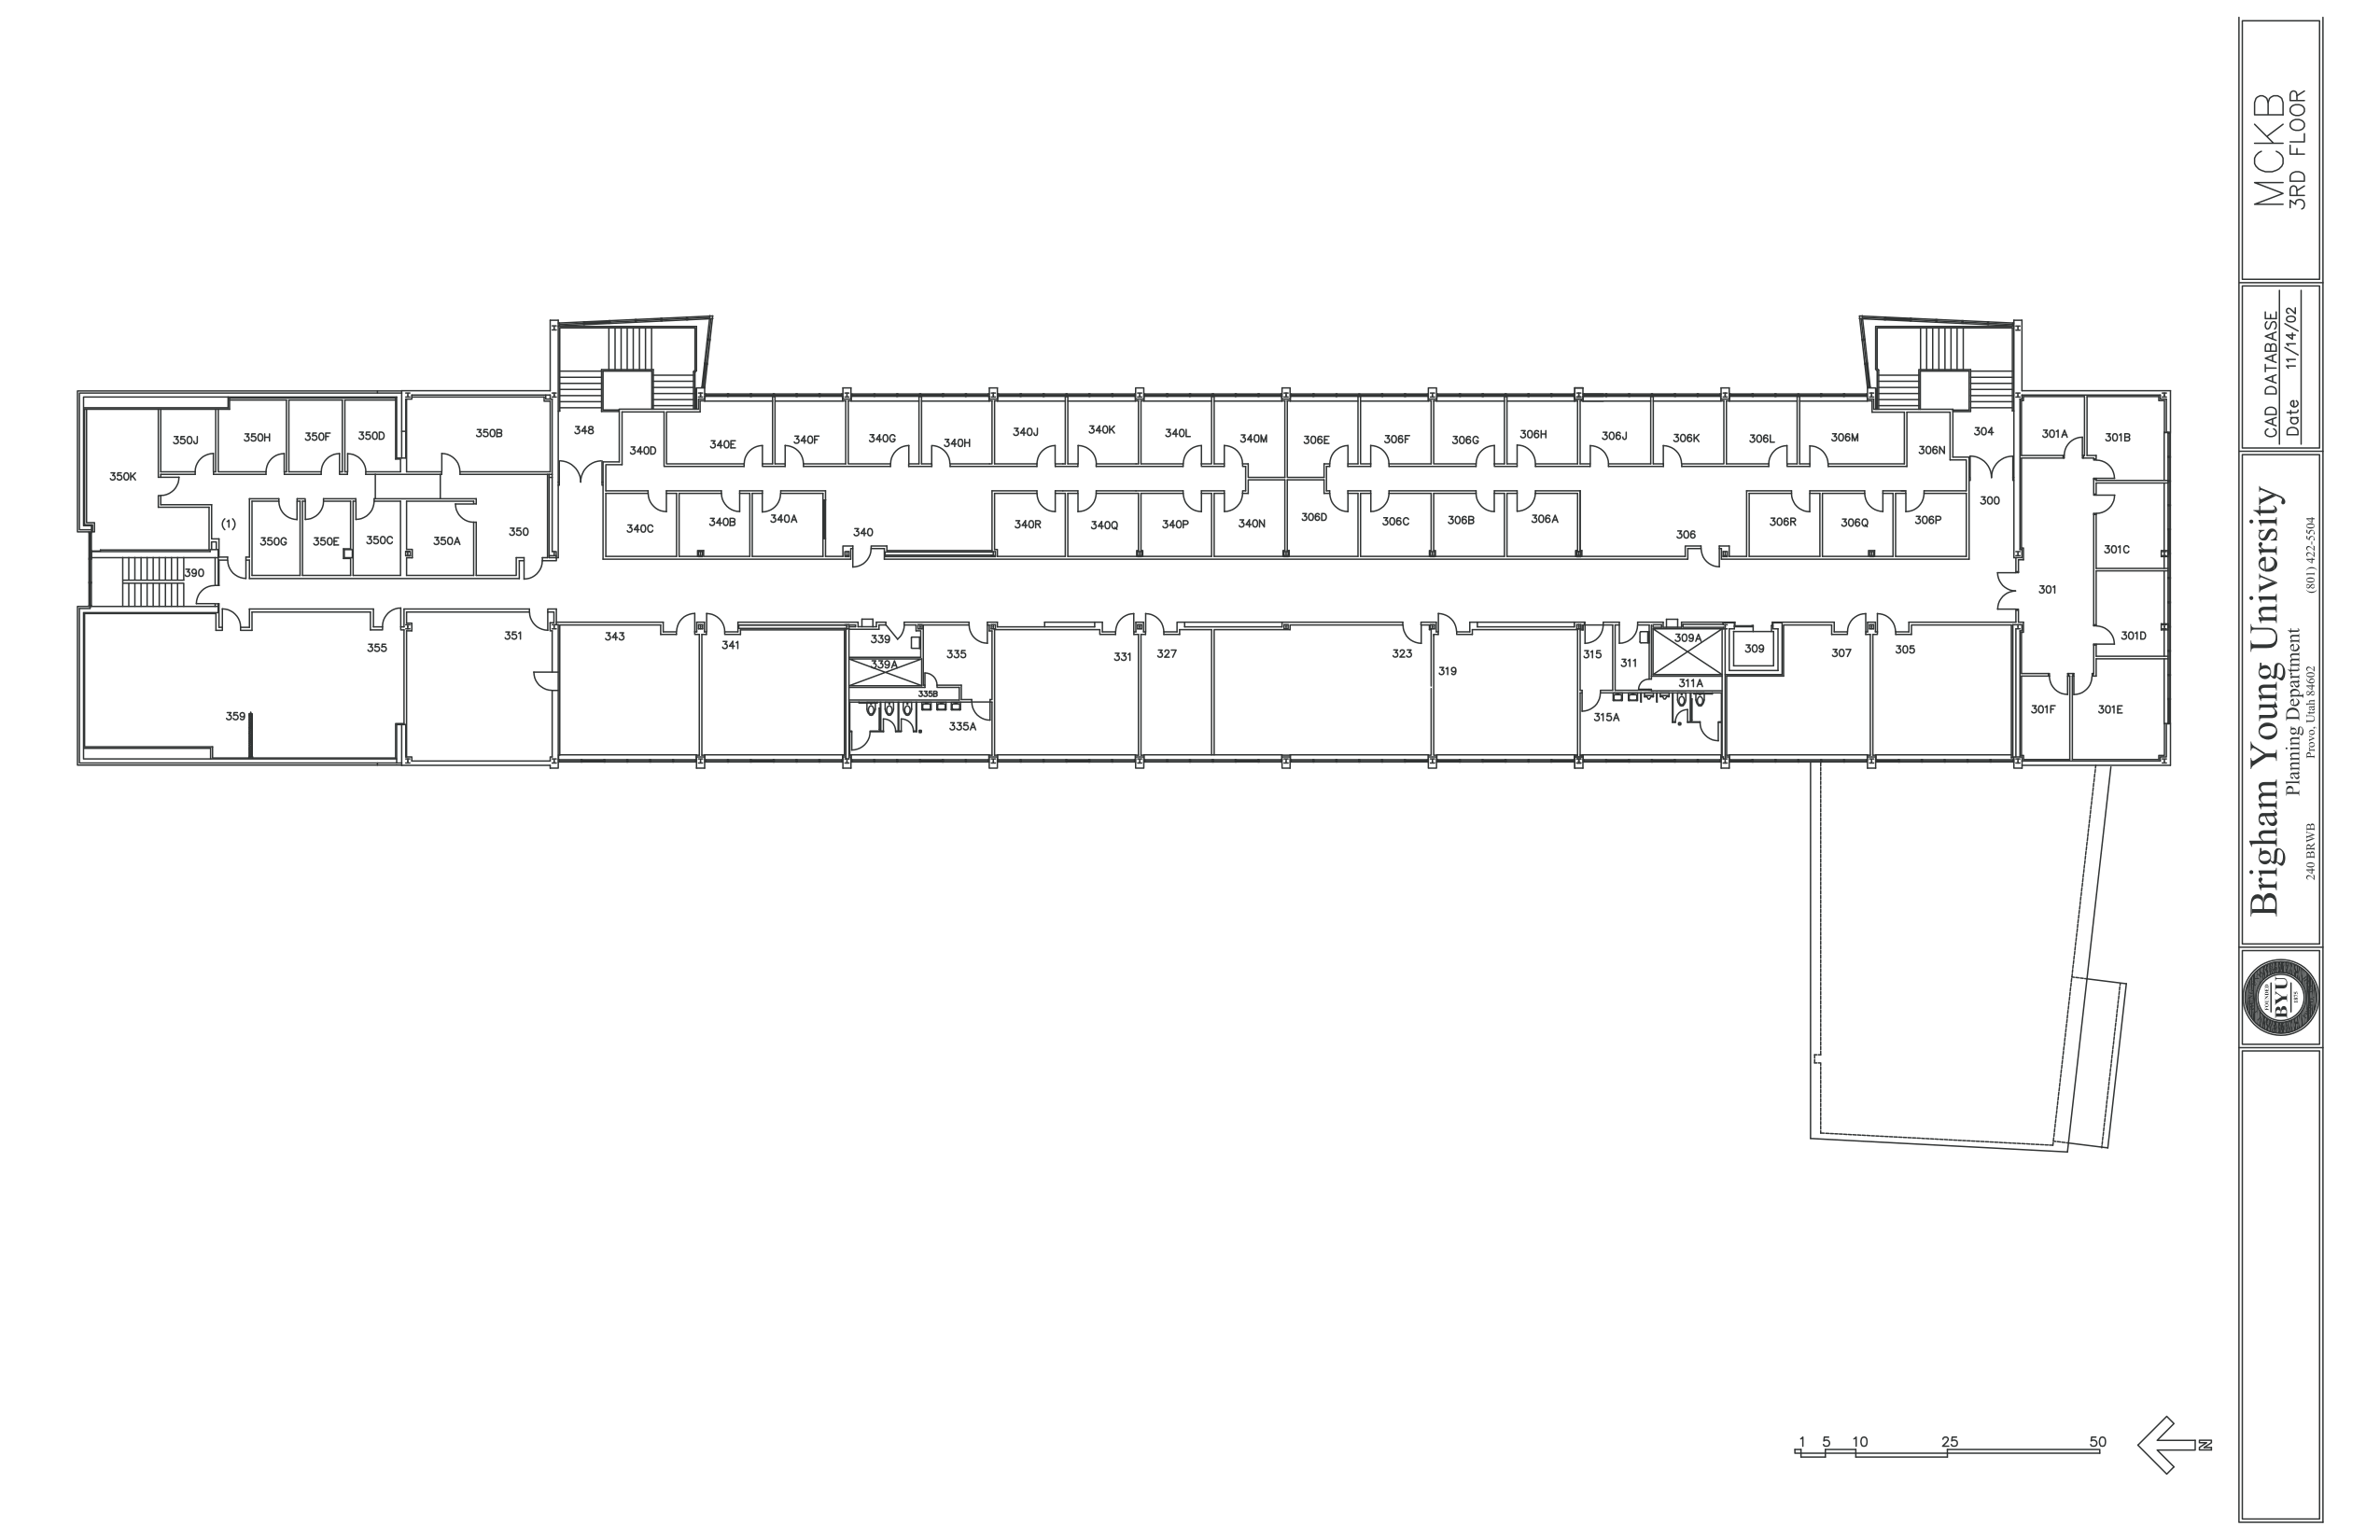 MCKB
3RD FLOOR
CAD DATABASE
Date 11/14/02
Brigham Young University
Planning Department
240 BRWB Provo, Utah 84602 (801) 422-5504
FOUNDED
BYU
1875
348
304
350J
350H
350F
350D
350B
340D
340E
340F
340G
340H
340J
340K
340L
340M
306E
306F
306G
306H
306J
306K
306L
306M
306N
301A
301B
350K
(1)
350G
350E
350C
350A
350
340C
340B
340A
340
340R
340Q
340P
340N
306D
306C
306B
306A
306
306R
306Q
306P
300
301C
390
301
355
351
343
341
339
339A
335
335B
335A
331
327
323
319
315
311
309A
311A
315A
309
307
305
301D
359
301F
301E
1 5 10 25 50
N